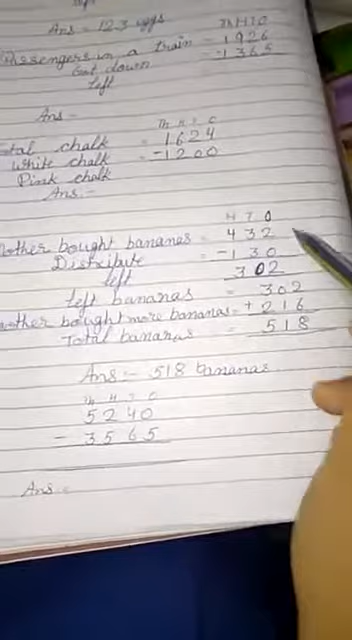 Ans = 123 eggs
Th H T O
Passengers in a train = 1926
Got down - 1365
Left
Ans -
Th H T O
Total chalk = 1624
White chalk = - 1200
Pink chalk
Ans :-
H T O
Mother bought bananas = 432
Distribute = - 130
left 302
left bananas = 302
Mother bought more bananas = + 216
Total bananas = 518
Ans :- 518 bananas.
Th H T O
5240
- 3565
Ans =